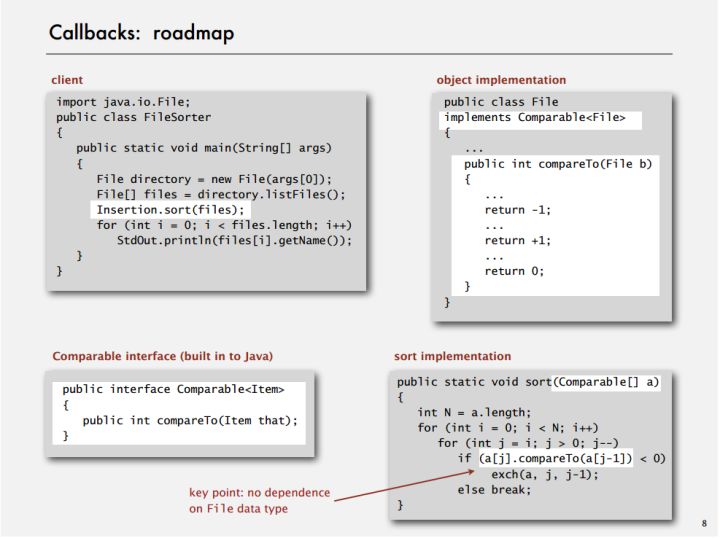 Callbacks: roadmap
client
import java.io.File;
public class FileSorter
{
   public static void main(String[] args)
   {
      File directory = new File(args[0]);
      File[] files = directory.listFiles();
      Insertion.sort(files);
      for (int i = 0; i < files.length; i++)
         StdOut.println(files[i].getName());
   }
}
object implementation
public class File
implements Comparable<File>
{
   ...
   public int compareTo(File b)
   {
      ...
      return -1;
      ...
      return +1;
      ...
      return 0;
   }
}
Comparable interface (built in to Java)
public interface Comparable<Item>
{
   public int compareTo(Item that);
}
sort implementation
public static void sort(Comparable[] a)
{
   int N = a.length;
   for (int i = 0; i < N; i++)
      for (int j = i; j > 0; j--)
         if (a[j].compareTo(a[j-1]) < 0)
               exch(a, j, j-1);
         else break;
}
key point: no dependence
on File data type
8